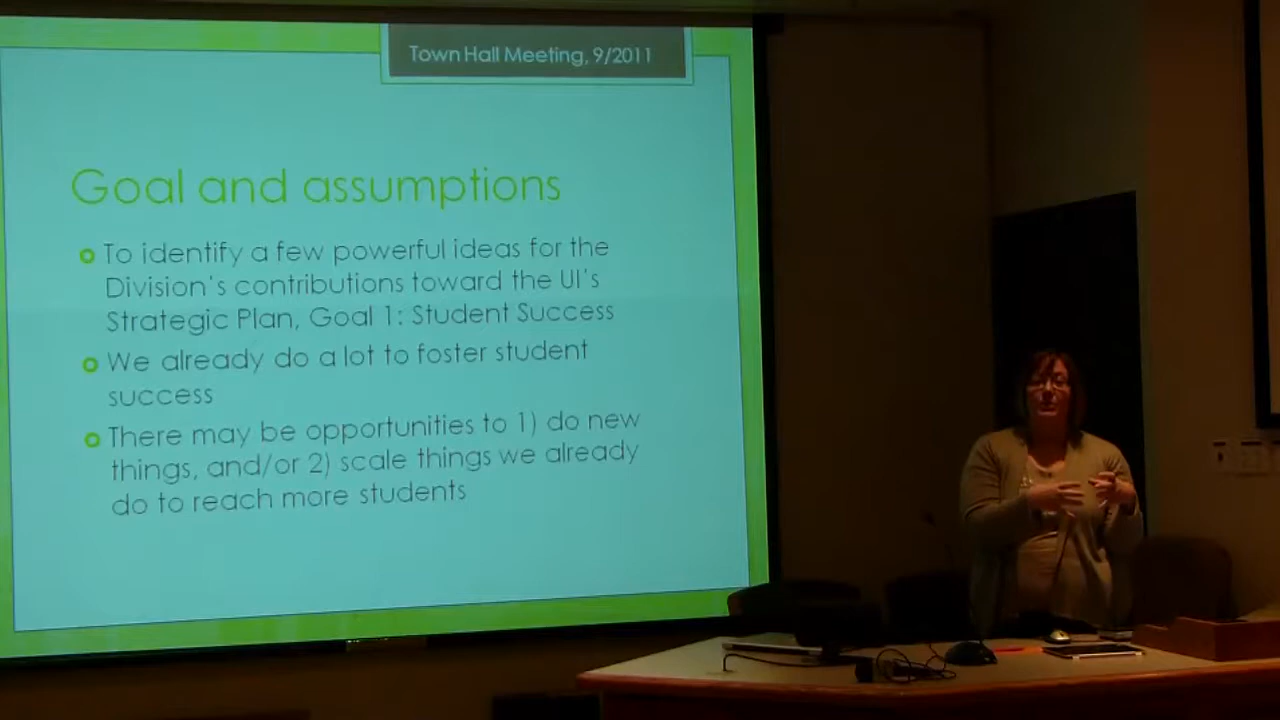 Town Hall Meeting, 9/2011
Goal and assumptions
To identify a few powerful ideas for the
Division's contributions toward the UI's
Strategic Plan, Goal 1: Student Success
We already do a lot to foster student
success
There may be opportunities to 1) do new
things, and/or 2) scale things we already
do to reach more students